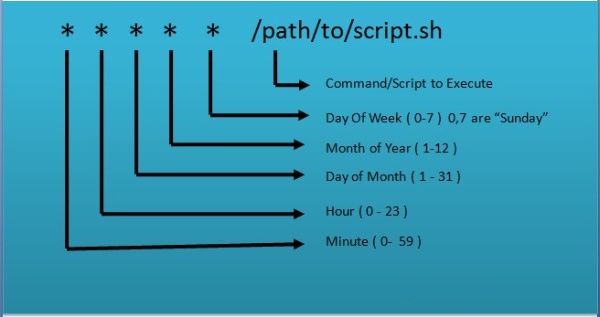 * * * * * /path/to/script.sh
Command/Script to Execute
Day Of Week ( 0-7 ) 0,7 are “Sunday”
Month of Year ( 1-12 )
Day of Month ( 1 - 31 )
Hour ( 0 - 23 )
Minute ( 0- 59 )